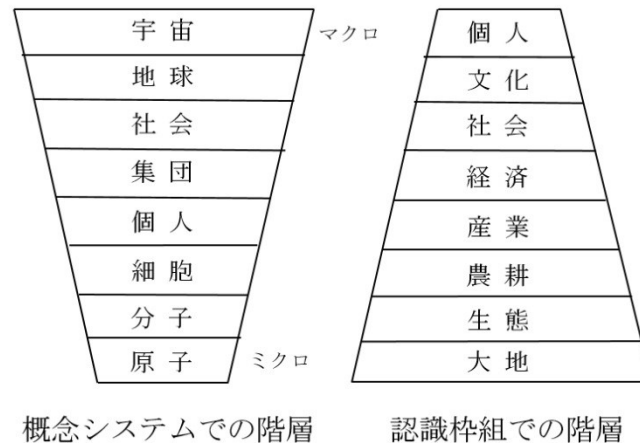 宇宙
マクロ
地球
社会
集団
個人
細胞
分子
原子
ミクロ
概念システムでの階層
個人
文化
社会
経済
産業
農耕
生態
大地
認識枠組での階層